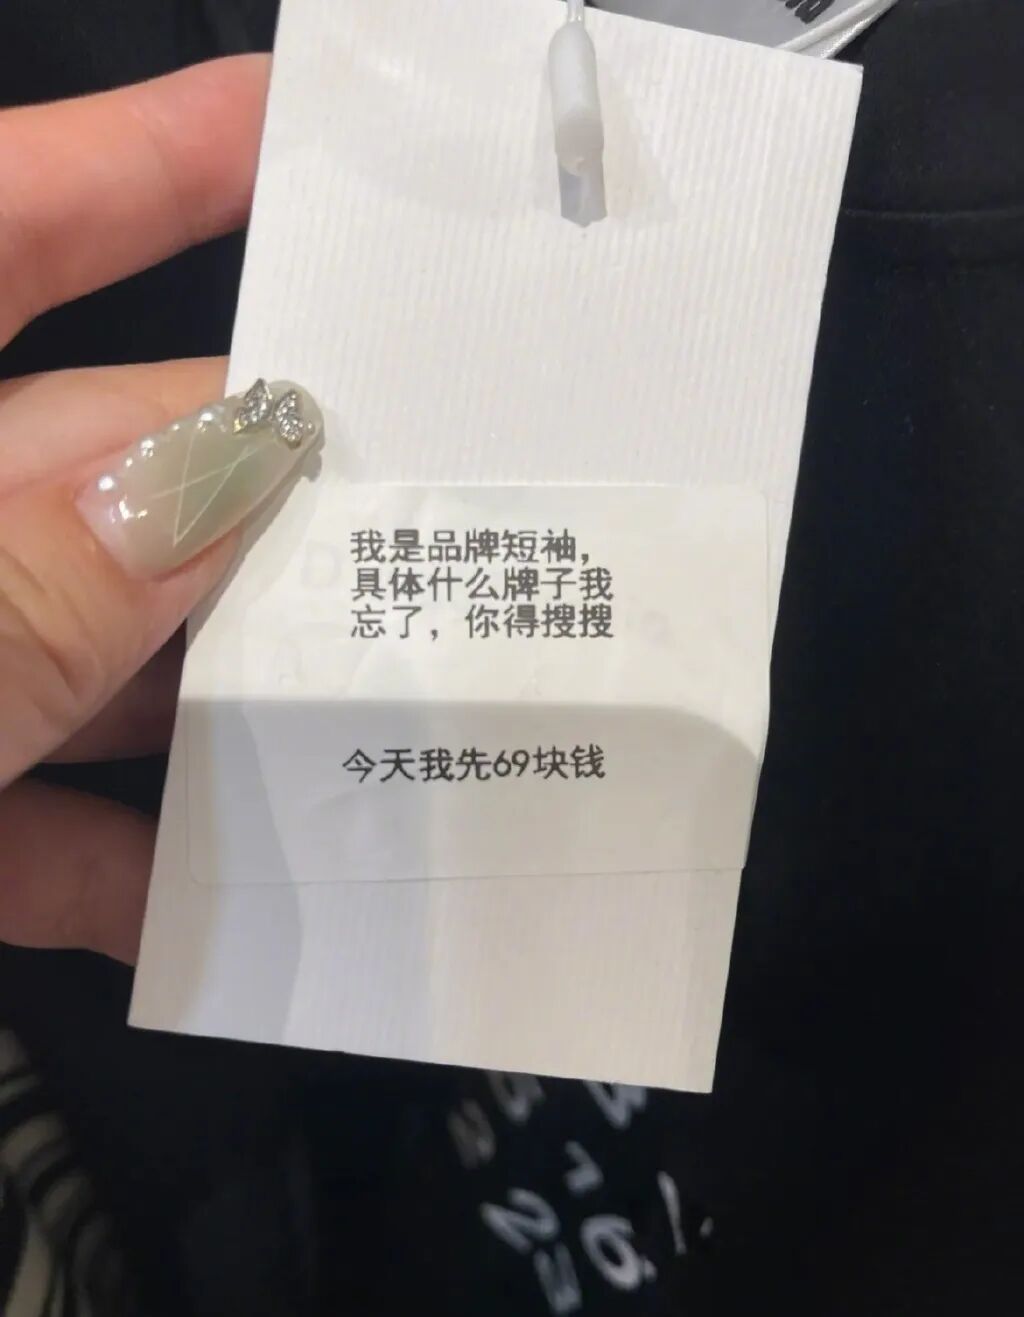 我是品牌短袖，
具体什么牌子我
忘了，你得搜搜
今天我先69块钱